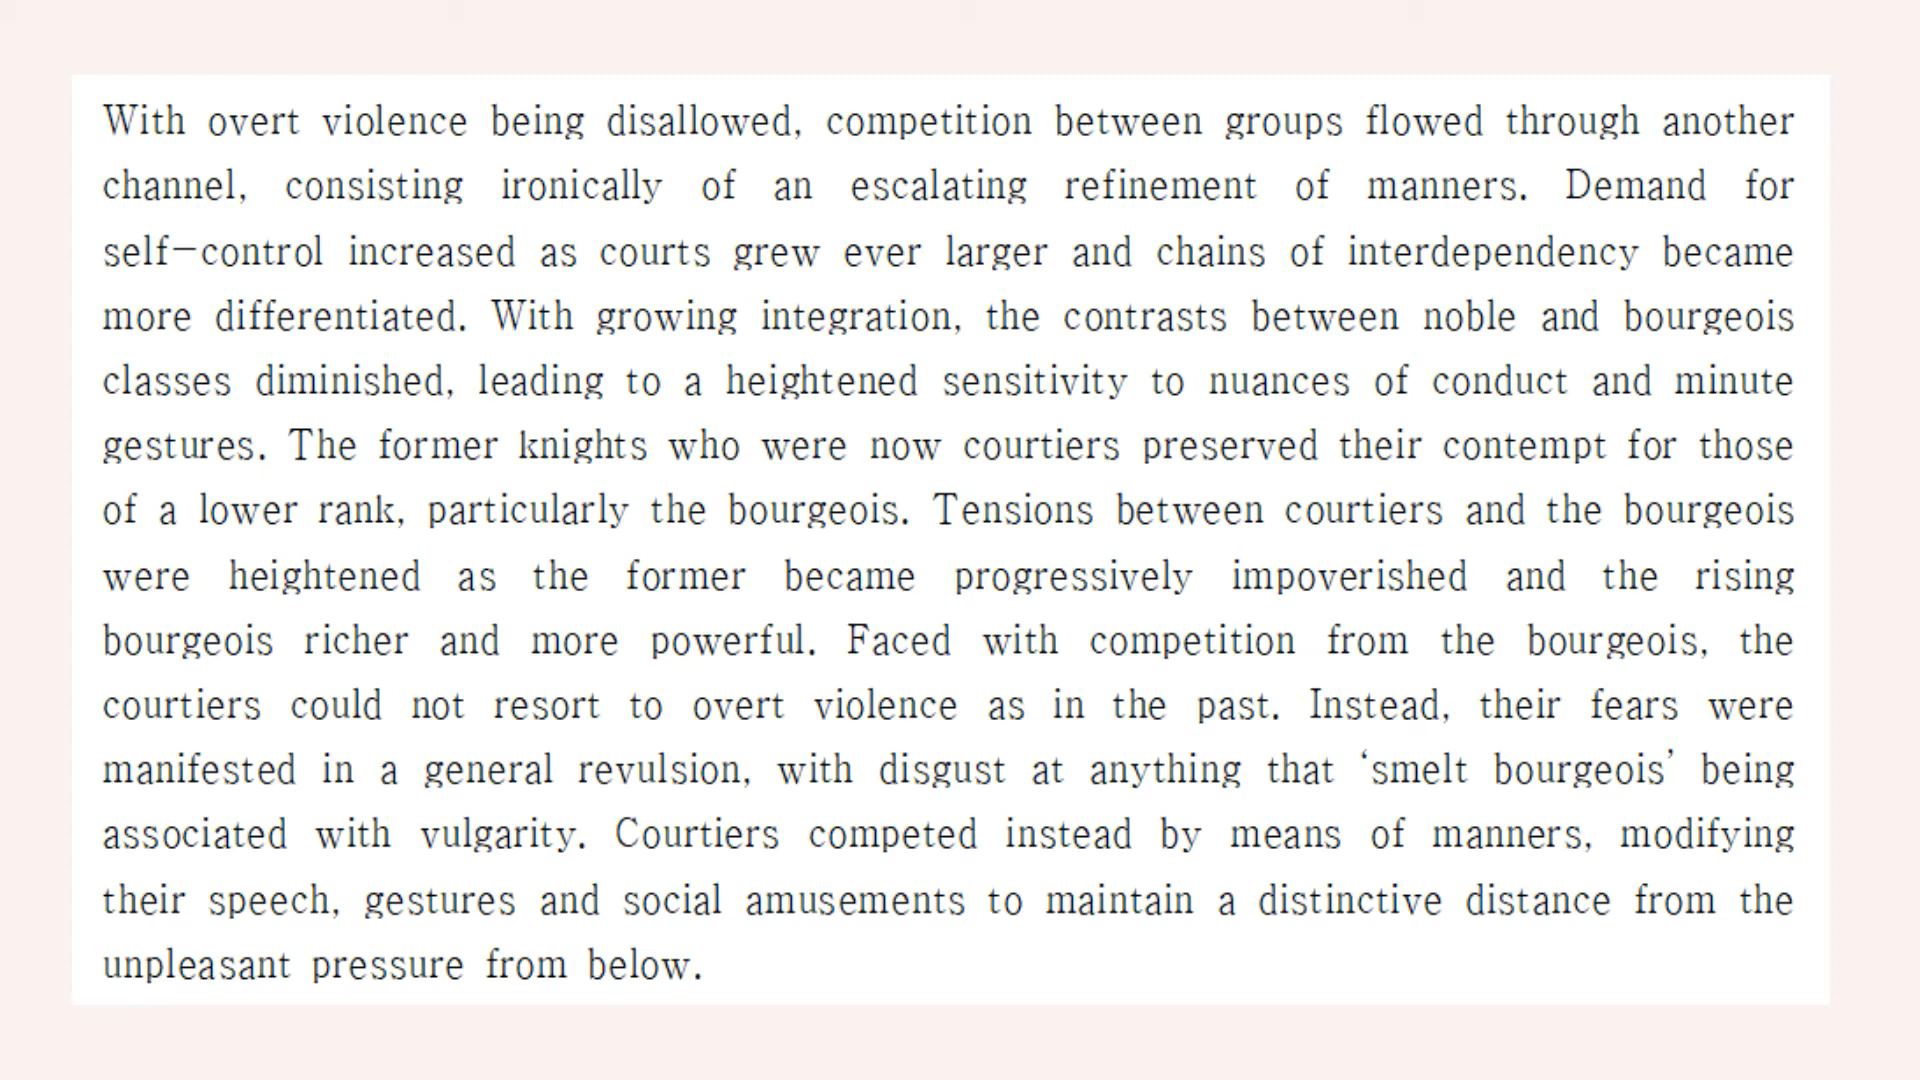 With overt violence being disallowed, competition between groups flowed through another
channel, consisting ironically of an escalating refinement of manners. Demand for
self-control increased as courts grew ever larger and chains of interdependency became
more differentiated. With growing integration, the contrasts between noble and bourgeois
classes diminished, leading to a heightened sensitivity to nuances of conduct and minute
gestures. The former knights who were now courtiers preserved their contempt for those
of a lower rank, particularly the bourgeois. Tensions between courtiers and the bourgeois
were heightened as the former became progressively impoverished and the rising
bourgeois richer and more powerful. Faced with competition from the bourgeois, the
courtiers could not resort to overt violence as in the past. Instead, their fears were
manifested in a general revulsion, with disgust at anything that ‘smelt bourgeois’ being
associated with vulgarity. Courtiers competed instead by means of manners, modifying
their speech, gestures and social amusements to maintain a distinctive distance from the
unpleasant pressure from below.